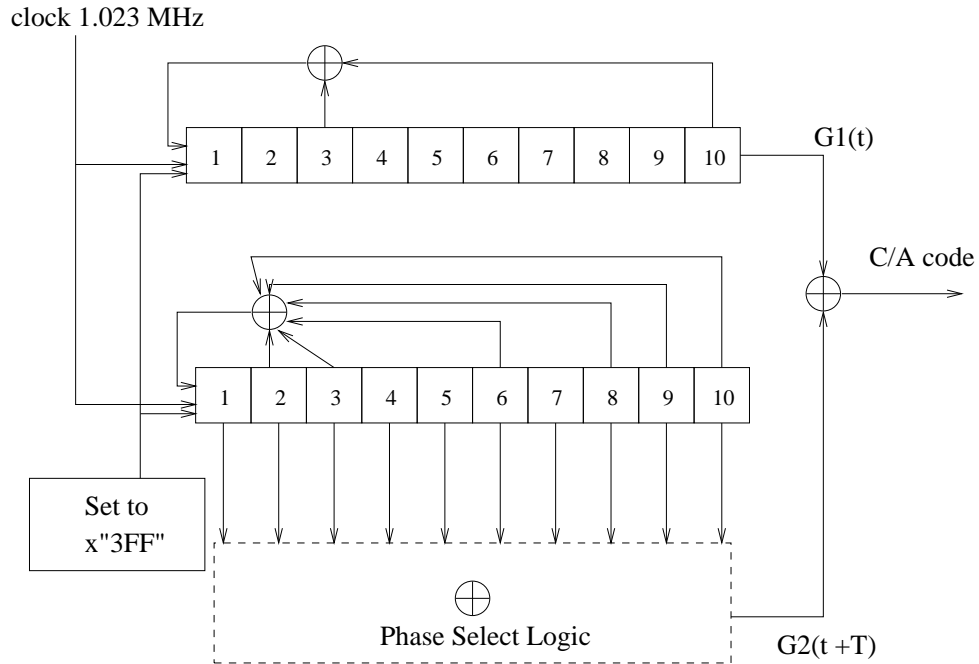 clock 1.023 MHz
1 2 3 4 5 6 7 8 9 10
G1(t)
C/A code
1 2 3 4 5 6 7 8 9 10
Set to
x"3FF"
Phase Select Logic
G2(t +T)